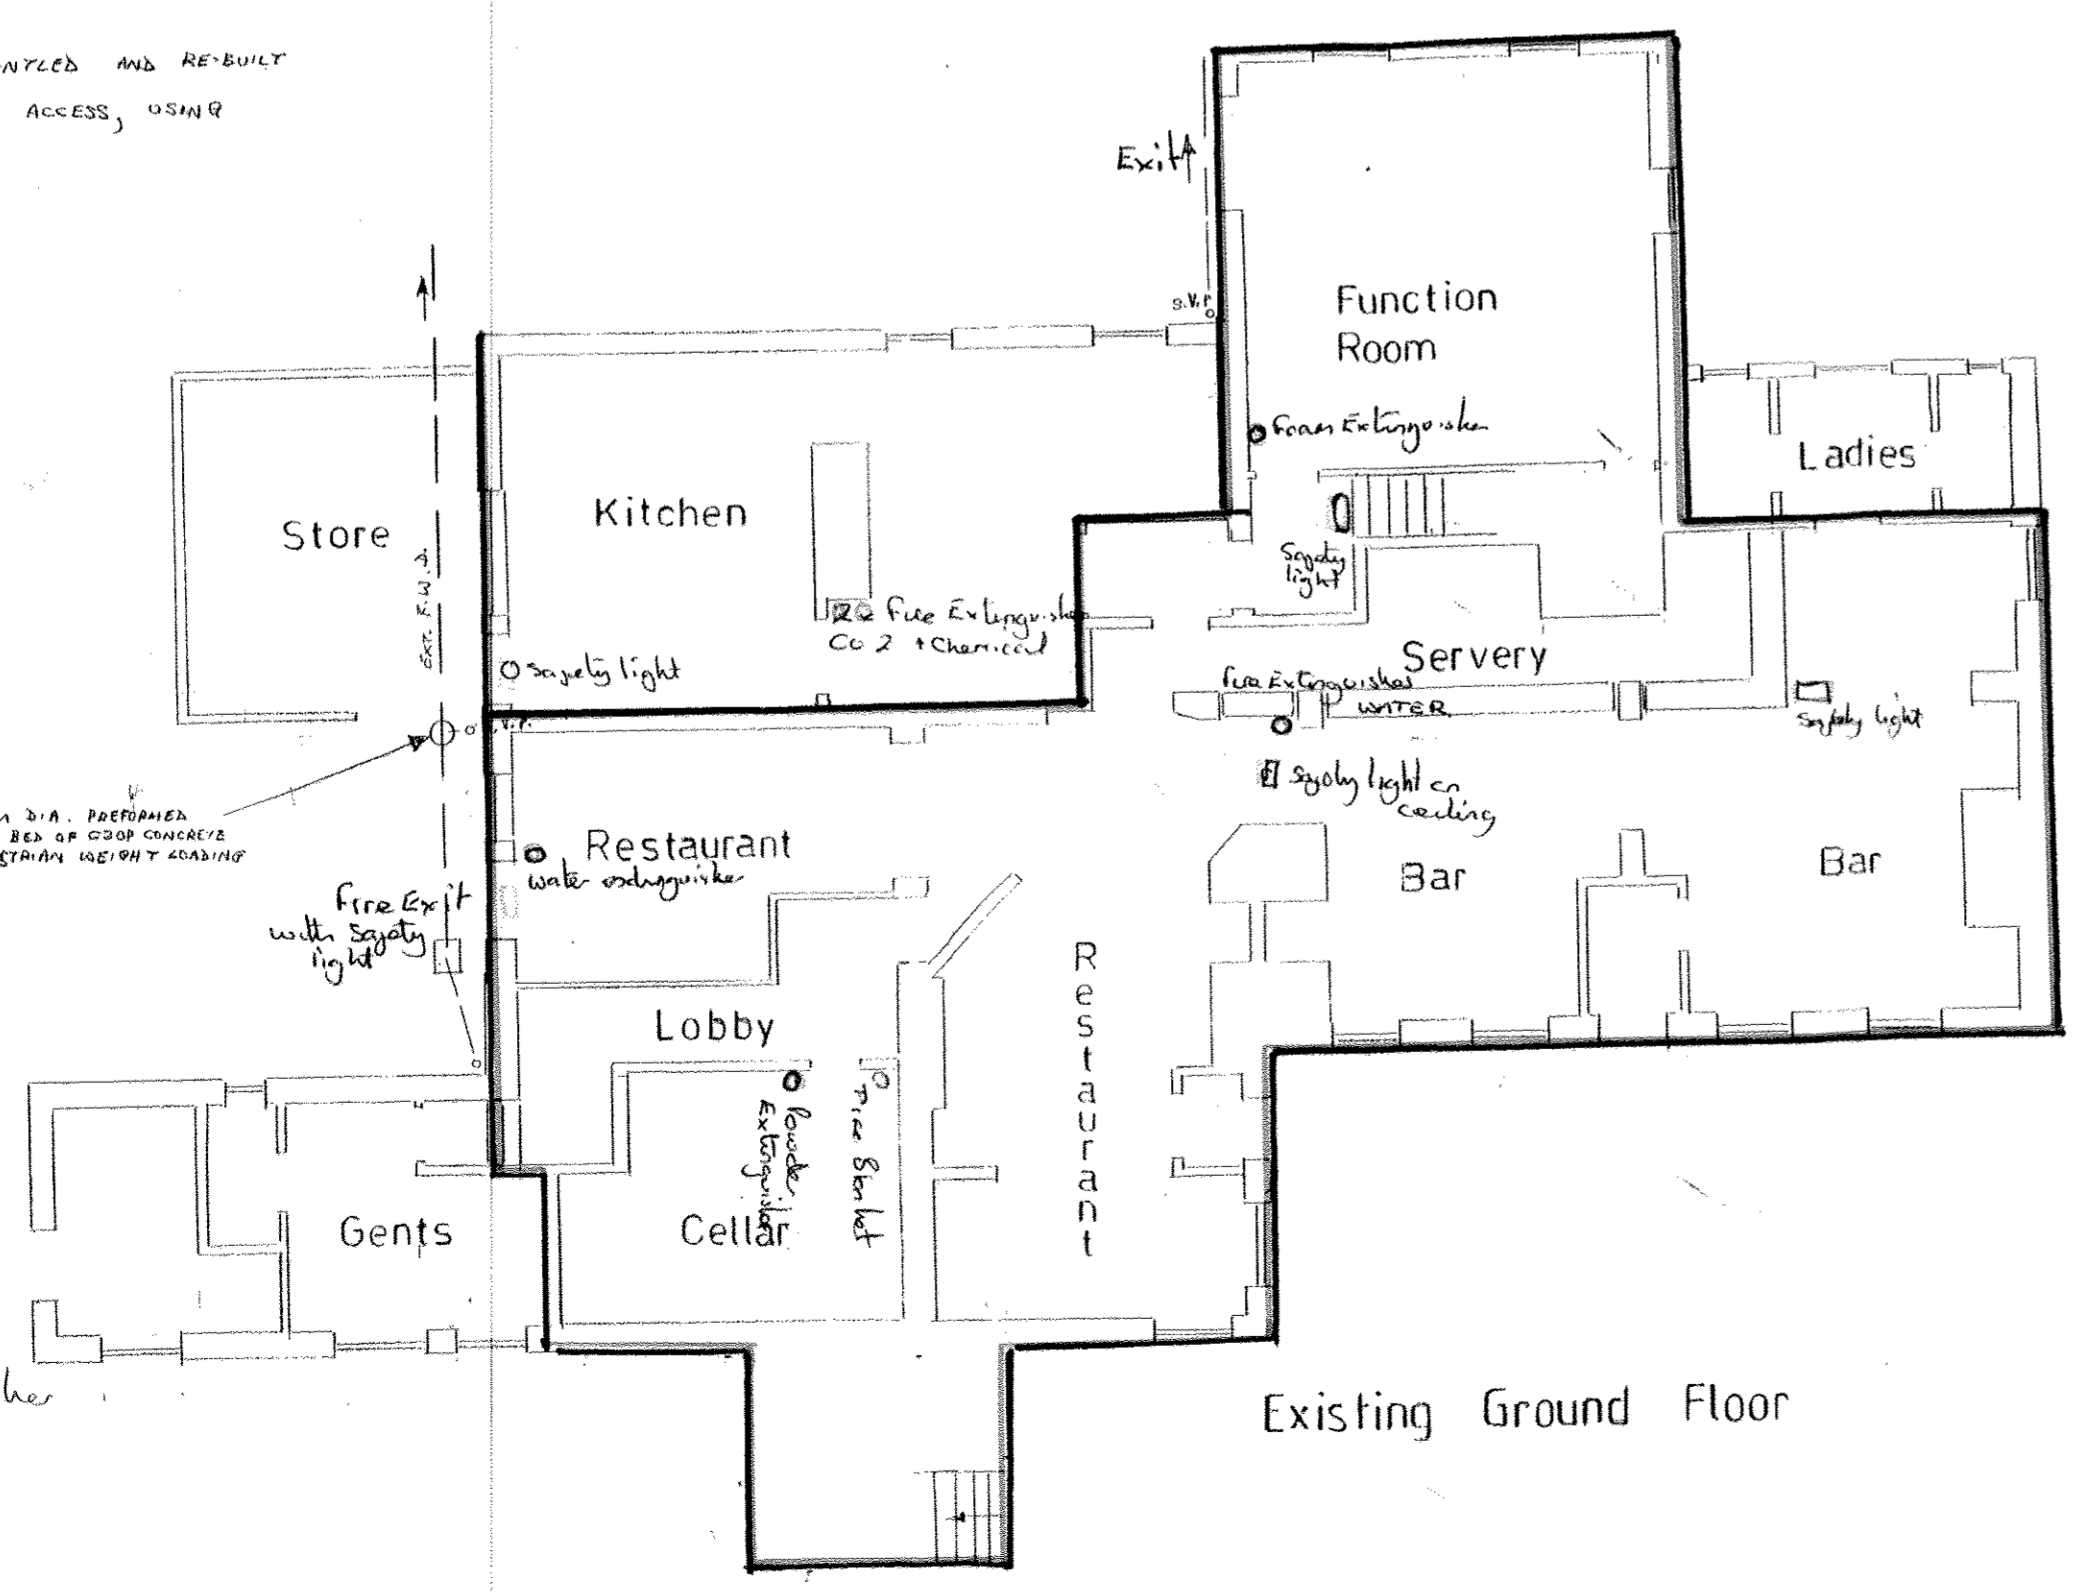 AND RE-BUILT
ACCESS, USING
Exit
S.V.P.
Function
Room
Foam Extinguisher
Ladies
Store
Kitchen
Safety
light
EXT. F.W.D.
2x Fire Extinguisher
Co 2 + Chemical
Safety light
Servery
Fire Extinguisher
WATER
Safety light
Safety light on
ceiling
DIA. PREFORMED
BED OF CONCRETE
WEIGHT LOADING
Restaurant
water extinguisher
Bar
Bar
Fire Exit
with Safety
light
Restaurant
Lobby
Powder
Extinguisher
Fire Blanket
Gents
Cellar
Existing Ground Floor